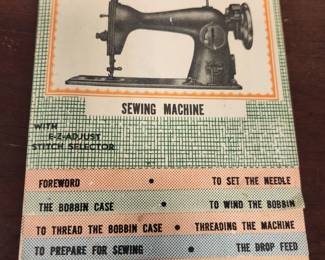 SEWING MACHINE
WITH
E-Z-ADJUST
STITCH SELECTOR
FOREWORD • TO SET THE NEEDLE
THE BOBBIN CASE • TO WIND THE BOBBIN
TO THREAD THE BOBBIN CASE • THREADING THE MACHINE
TO PREPARE FOR SEWING • THE DROP FEED